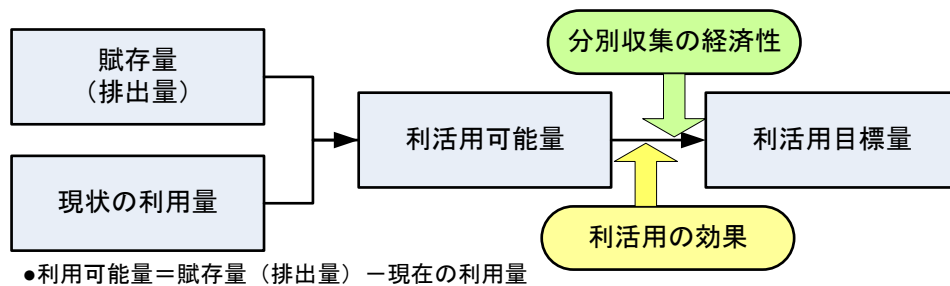 賦存量
（排出量）
現状の利用量
利活用可能量
分別収集の経済性
利活用の効果
利活用目標量
●利用可能量＝賦存量（排出量）－現在の利用量